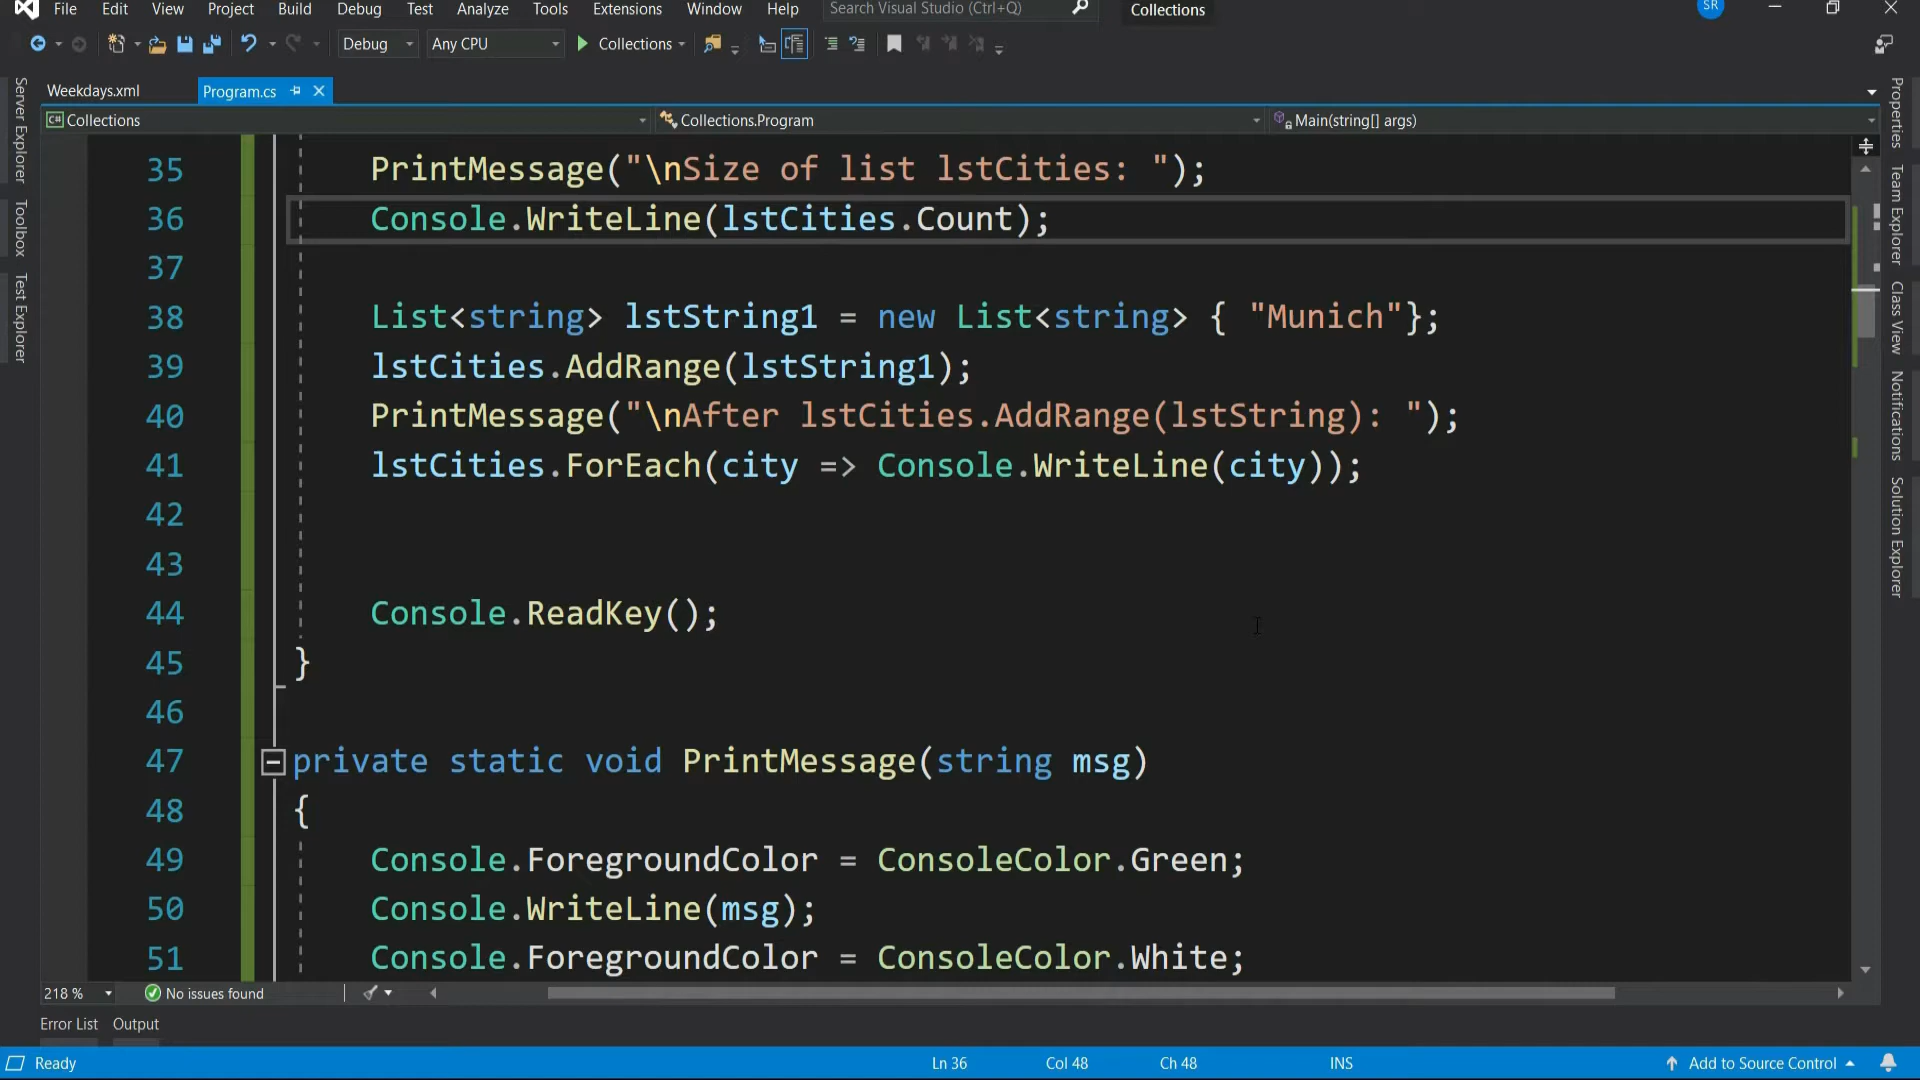 File Edit View Project Build Debug Test Analyze Tools Extensions Window Help Search Visual Studio (Ctrl+Q) Collections SR
Debug Any CPU Collections
Weekdays.xml Program.cs
Collections Collections.Program Main(string[] args)
Server Explorer
Toolbox
Test Explorer
35 PrintMessage("\nSize of list lstCities: ");
36 Console.WriteLine(lstCities.Count);
37
38 List<string> lstString1 = new List<string> { "Munich"};
39 lstCities.AddRange(lstString1);
40 PrintMessage("\nAfter lstCities.AddRange(lstString): ");
41 lstCities.ForEach(city => Console.WriteLine(city));
42
43
44 Console.ReadKey();
45 }
46
47 private static void PrintMessage(string msg)
48 {
49 Console.ForegroundColor = ConsoleColor.Green;
50 Console.WriteLine(msg);
51 Console.ForegroundColor = ConsoleColor.White;
Properties
Team Explorer
Class View
Notifications
Solution Explorer
218 % No issues found
Error List Output
Ready Ln 36 Col 48 Ch 48 INS Add to Source Control